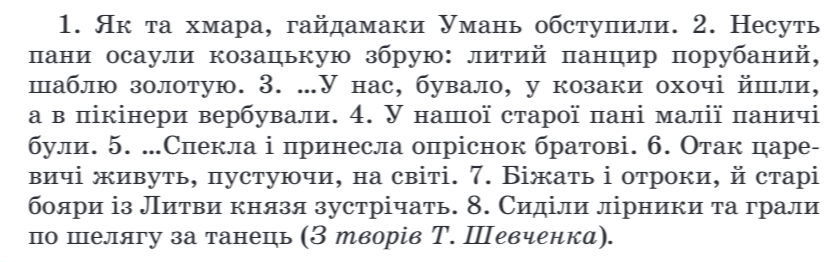 1. Як та хмара, гайдамаки Умань обступили. 2. Несуть
пани осаули козацькую збрую: литий панцир порубаний,
шаблю золотую. 3. ...У нас, бувало, у козаки охочі йшли,
а в пікінери вербували. 4. У нашої старої пані малії паничі
були. 5. ...Спекла і принесла опріснок братові. 6. Отак царе-
вичі живуть, пустуючи, на світі. 7. Біжать і отроки, й старі
бояри із Литви князя зустрічать. 8. Сиділи лірники та грали
по шелягу за танець (З творів Т. Шевченка).